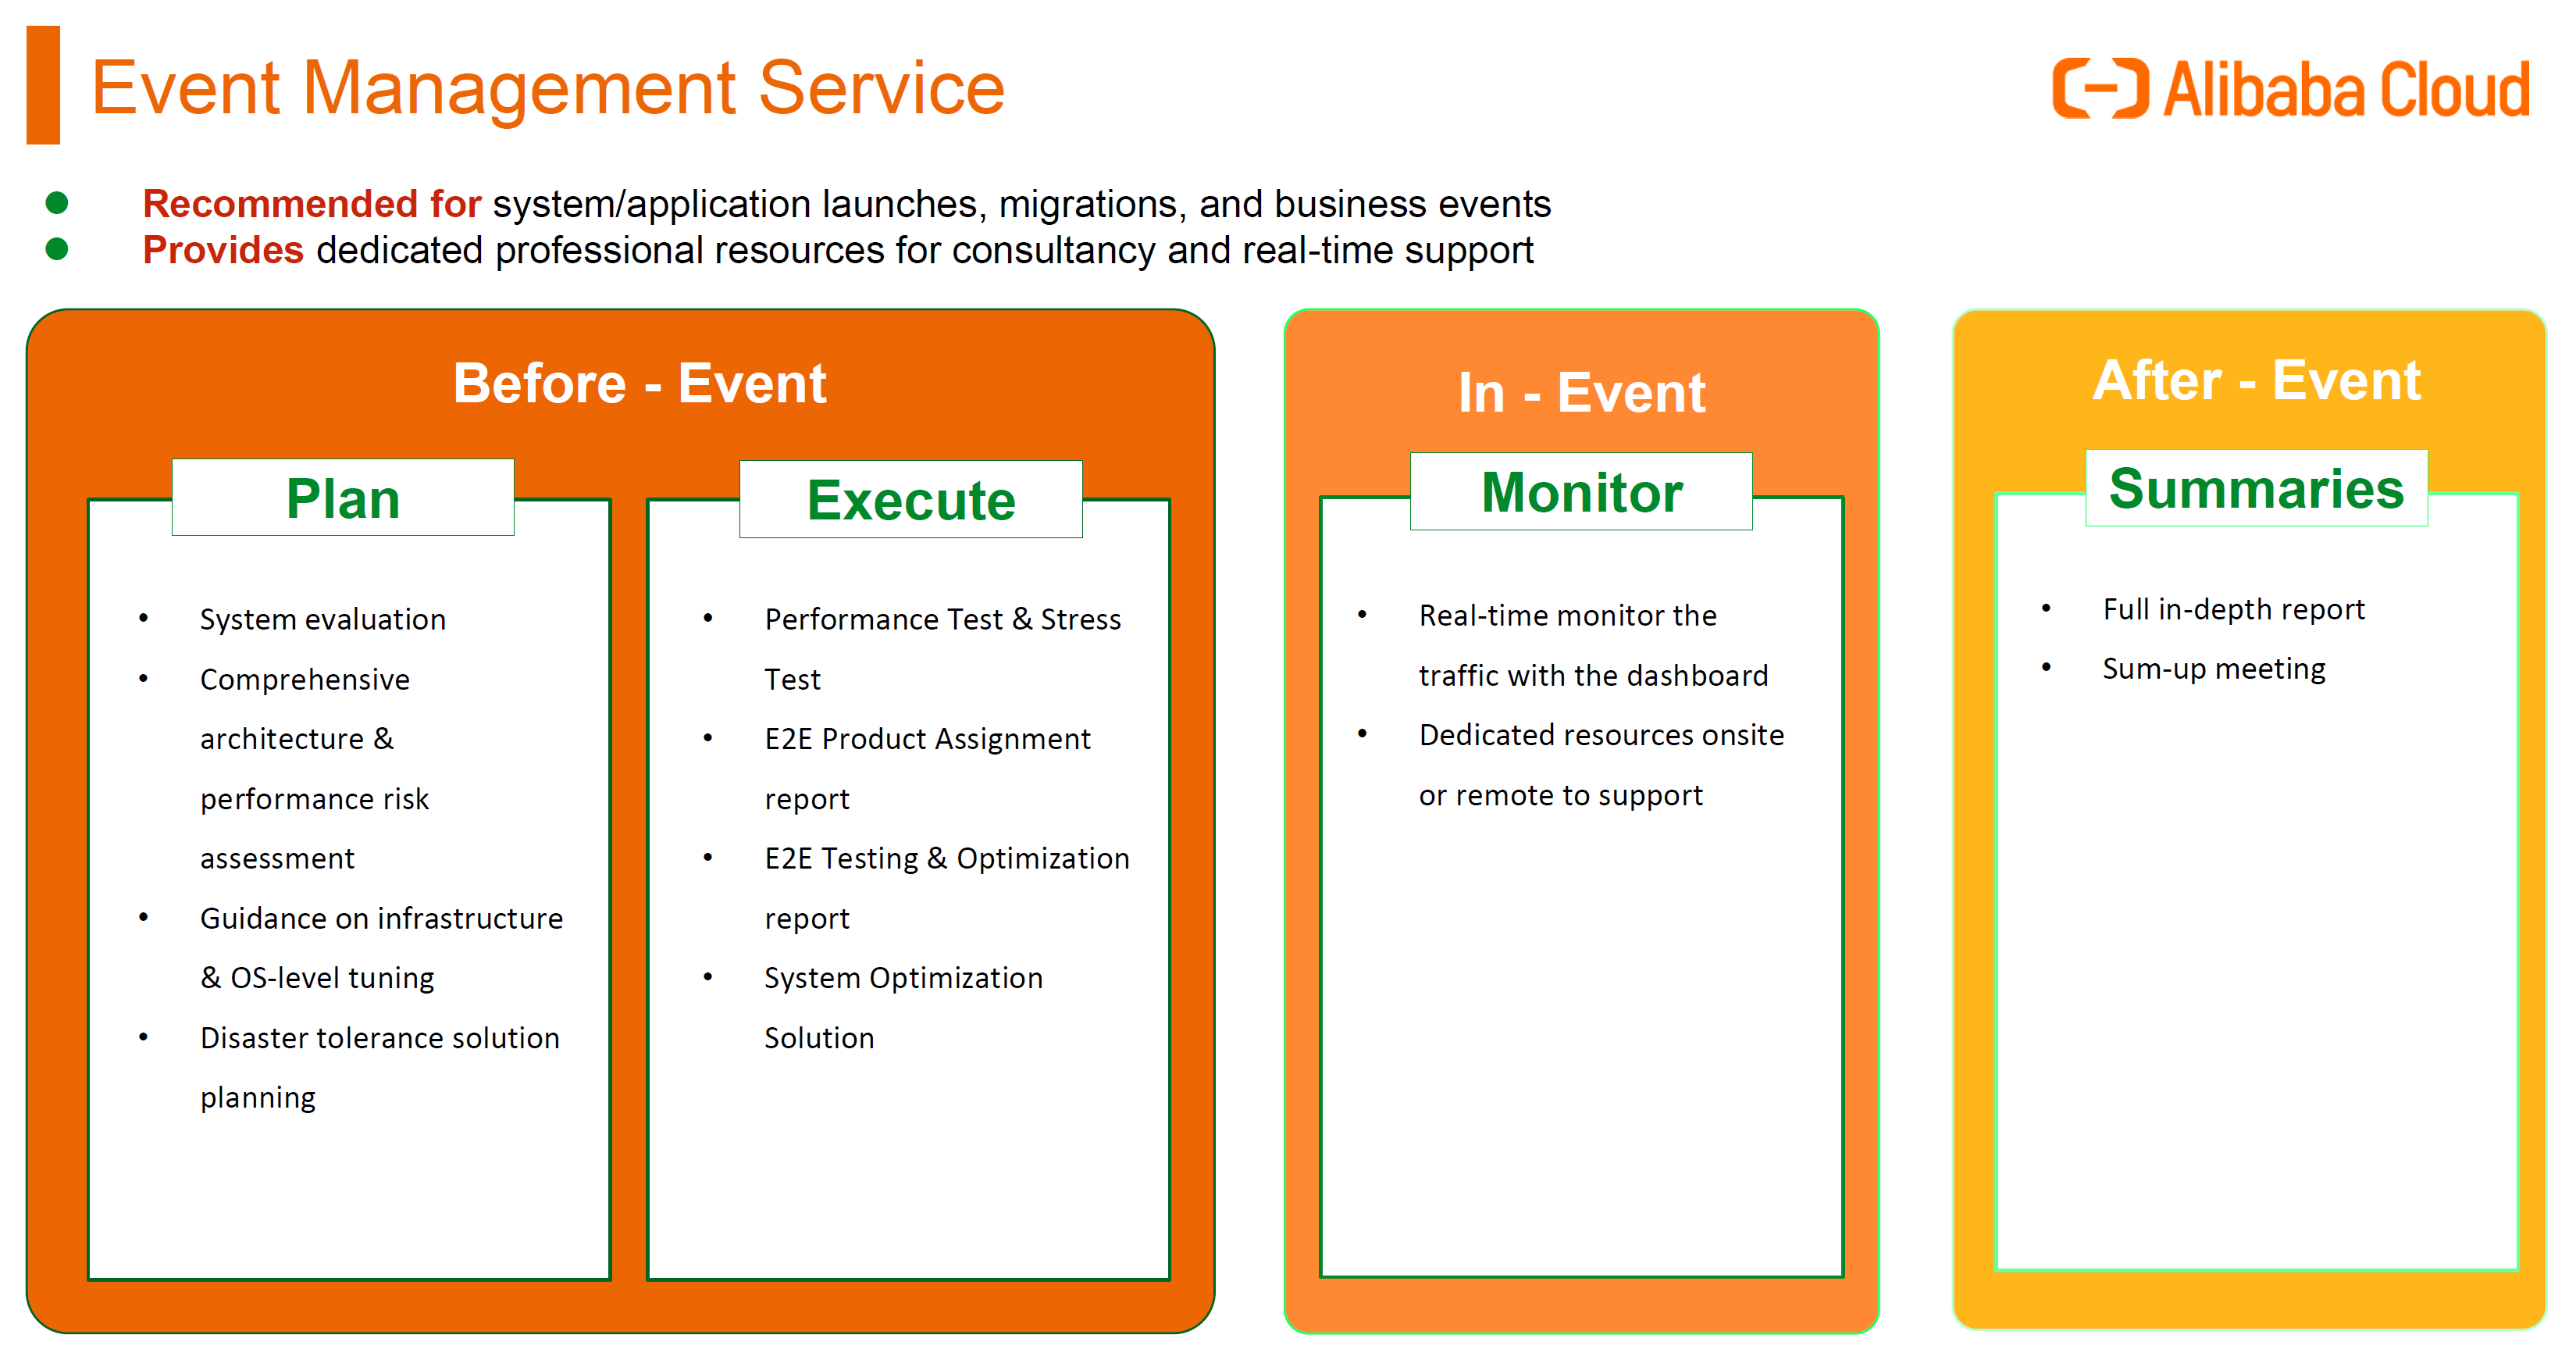 Event Management Service
Alibaba Cloud
● Recommended for system/application launches, migrations, and business events
● Provides dedicated professional resources for consultancy and real-time support
Before - Event
Plan
• System evaluation
• Comprehensive
architecture &
performance risk
assessment
• Guidance on infrastructure
& OS-level tuning
• Disaster tolerance solution
planning
Execute
• Performance Test & Stress
Test
• E2E Product Assignment
report
• E2E Testing & Optimization
report
• System Optimization
Solution
In - Event
Monitor
• Real-time monitor the
traffic with the dashboard
• Dedicated resources onsite
or remote to support
After - Event
Summaries
• Full in-depth report
• Sum-up meeting